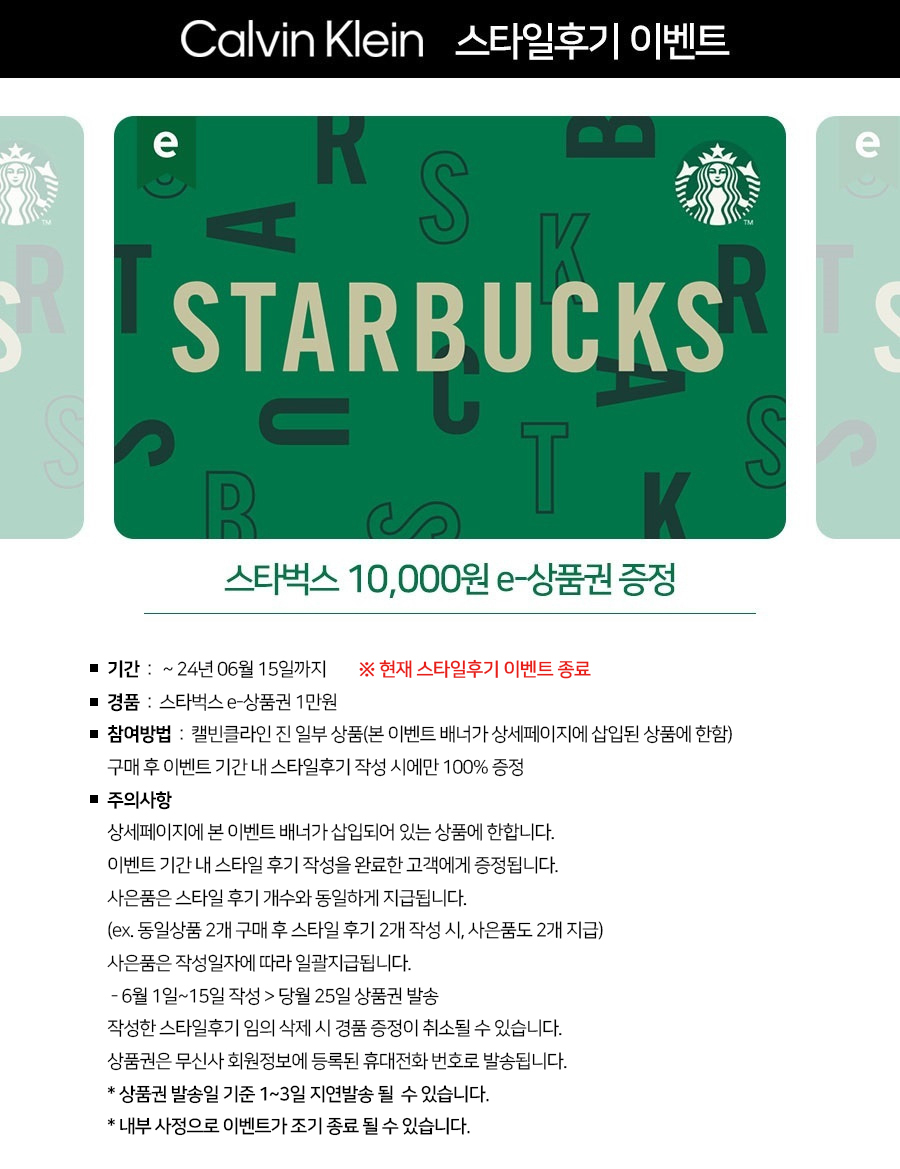 Calvin Klein 스타일후기 이벤트
e
e
R
B
S
A
K
T
R
R
T
STARBUCKS
S
S
A
C
U
T
S
S
S
S
S
B
S
K
TM
TM
스타벅스 10,000원 e-상품권 증정
■ 기간 : ~ 24년 06월 15일까지 ※ 현재 스타일후기 이벤트 종료
■ 경품 : 스타벅스 e-상품권 1만원
■ 참여방법 : 캘빈클라인 진 일부 상품(본 이벤트 배너가 상세페이지에 삽입된 상품에 한함)
구매 후 이벤트 기간 내 스타일후기 작성 시에만 100% 증정
■ 주의사항
상세페이지에 본 이벤트 배너가 삽입되어 있는 상품에 한합니다.
이벤트 기간 내 스타일 후기 작성을 완료한 고객에게 증정됩니다.
사은품은 스타일 후기 개수와 동일하게 지급됩니다.
(ex. 동일상품 2개 구매 후 스타일 후기 2개 작성 시, 사은품도 2개 지급)
사은품은 작성일자에 따라 일괄지급됩니다.
- 6월 1일~15일 작성 > 당월 25일 상품권 발송
작성한 스타일후기 임의 삭제 시 경품 증정이 취소될 수 있습니다.
상품권은 무신사 회원정보에 등록된 휴대전화 번호로 발송됩니다.
* 상품권 발송일 기준 1~3일 지연발송 될 수 있습니다.
* 내부 사정으로 이벤트가 조기 종료 될 수 있습니다.